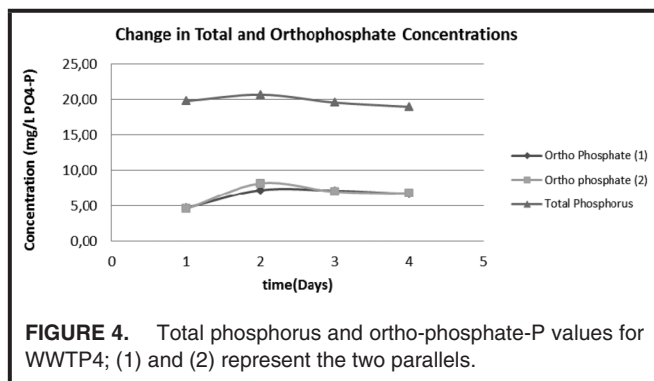 Change in Total and Orthophosphate Concentrations
Concentration (mg/L PO4-P)
25,00
20,00
15,00
10,00
5,00
0,00
0 1 2 3 4 5
time(Days)
Ortho Phosphate (1)
Ortho phosphate (2)
Total Phosphorus
FIGURE 4. Total phosphorus and ortho-phosphate-P values for
WWTP4; (1) and (2) represent the two parallels.